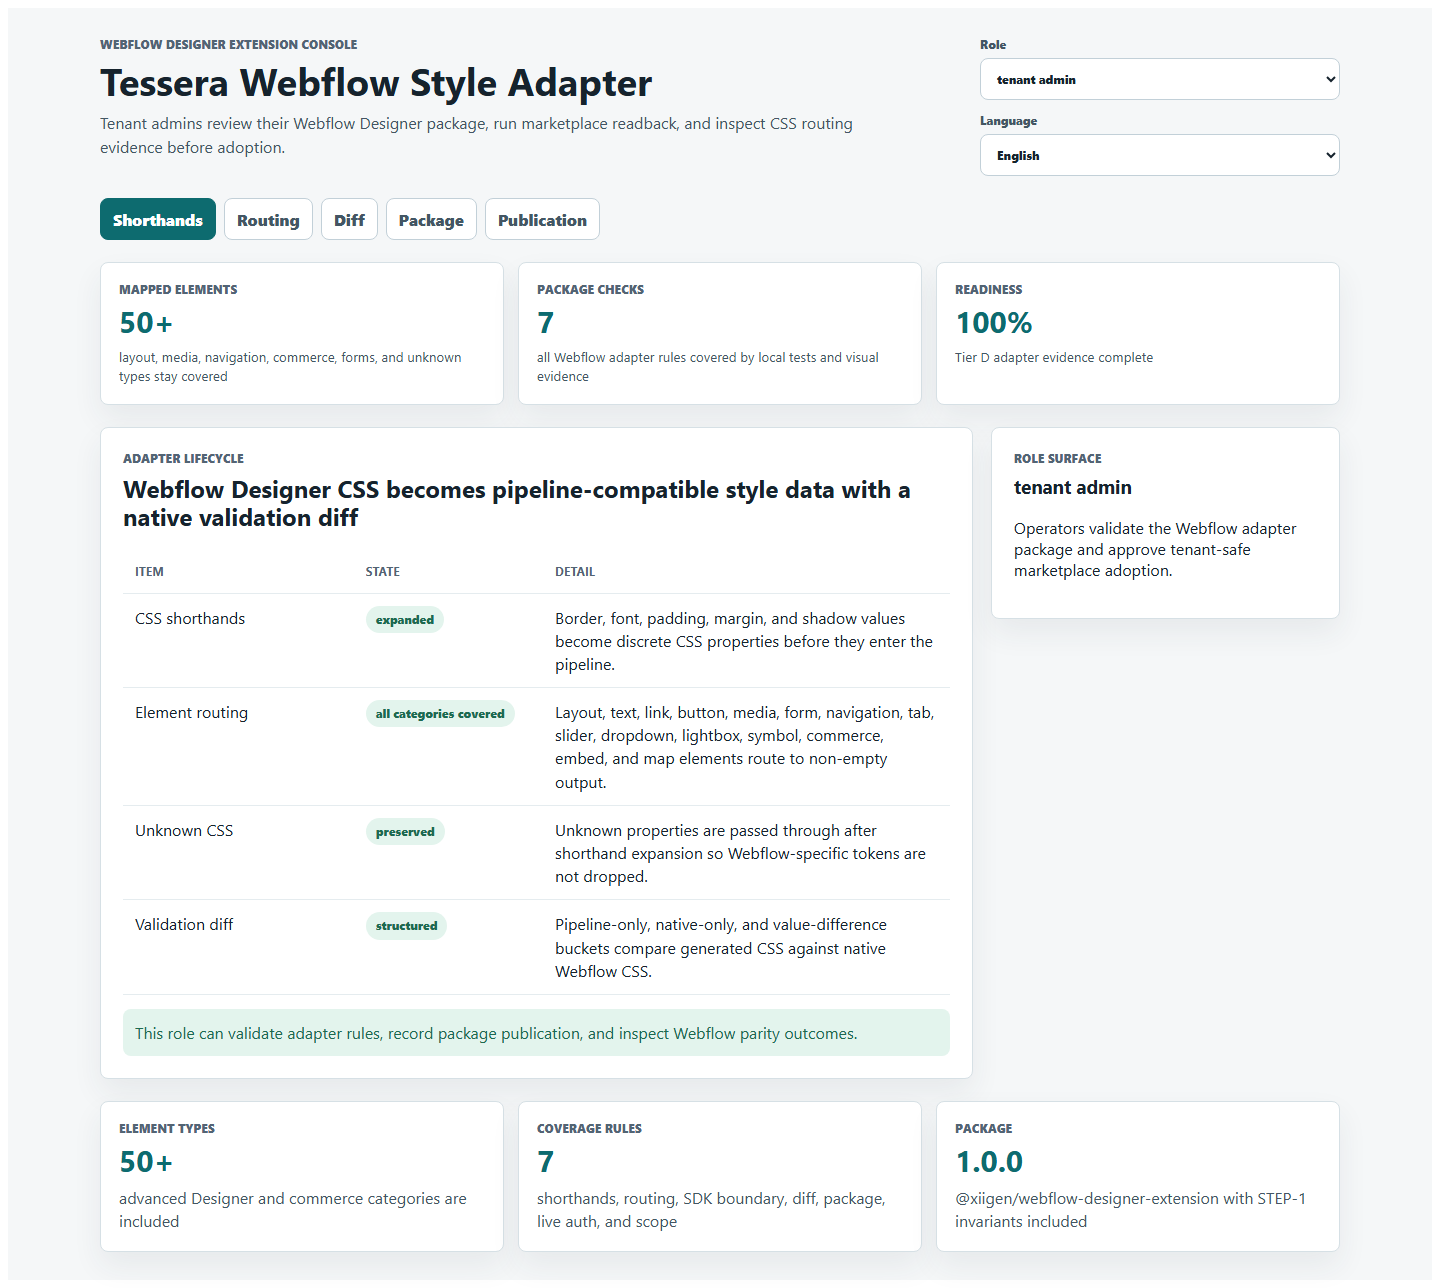 WEBFLOW DESIGNER EXTENSION CONSOLE
Tessera Webflow Style Adapter
Tenant admins review their Webflow Designer package, run marketplace readback, and inspect CSS routing
evidence before adoption.
Role
tenant admin
Language
English
Shorthands
Routing
Diff
Package
Publication
MAPPED ELEMENTS
50+
layout, media, navigation, commerce, forms, and unknown
types stay covered
PACKAGE CHECKS
7
all Webflow adapter rules covered by local tests and visual
evidence
READINESS
100%
Tier D adapter evidence complete
ADAPTER LIFECYCLE
Webflow Designer CSS becomes pipeline-compatible style data with a
native validation diff
ITEM STATE DETAIL
CSS shorthands
expanded
Border, font, padding, margin, and shadow values
become discrete CSS properties before they enter the
pipeline.
Element routing
all categories covered
Layout, text, link, button, media, form, navigation, tab,
slider, dropdown, lightbox, symbol, commerce,
embed, and map elements route to non-empty
output.
Unknown CSS
preserved
Unknown properties are passed through after
shorthand expansion so Webflow-specific tokens are
not dropped.
Validation diff
structured
Pipeline-only, native-only, and value-difference
buckets compare generated CSS against native
Webflow CSS.
This role can validate adapter rules, record package publication, and inspect Webflow parity outcomes.
ROLE SURFACE
tenant admin
Operators validate the Webflow adapter
package and approve tenant-safe
marketplace adoption.
ELEMENT TYPES
50+
advanced Designer and commerce categories are
included
COVERAGE RULES
7
shorthands, routing, SDK boundary, diff, package,
live auth, and scope
PACKAGE
1.0.0
@xiigen/webflow-designer-extension with STEP-1
invariants included